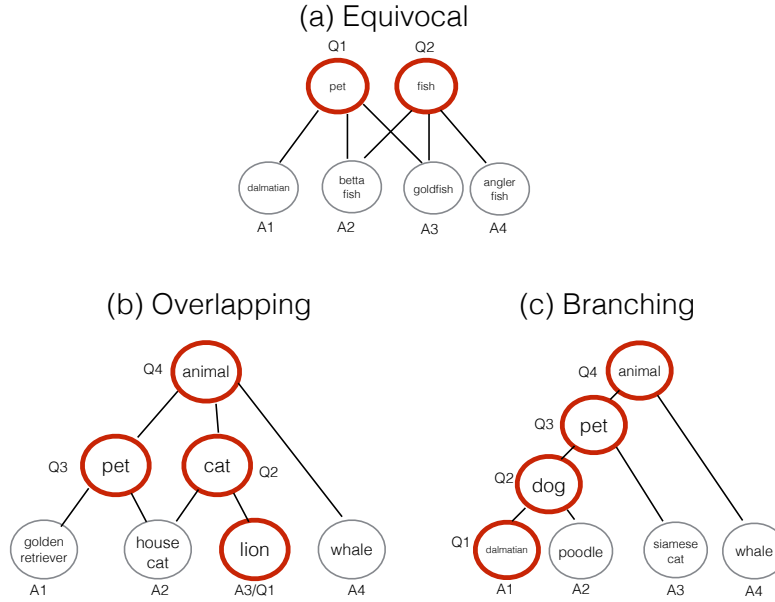 (a) Equivocal
Q1 Q2
pet fish
dalmatian
betta
fish
goldfish
angler
fish
A1 A2 A3 A4
(b) Overlapping
Q4 animal
Q3 pet cat Q2
golden
retriever
house
cat
lion
whale
A1 A2 A3/Q1 A4
(c) Branching
Q4 animal
Q3 pet
Q2 dog
Q1
dalmatian
poodle
siamese
cat
whale
A1 A2 A3 A4